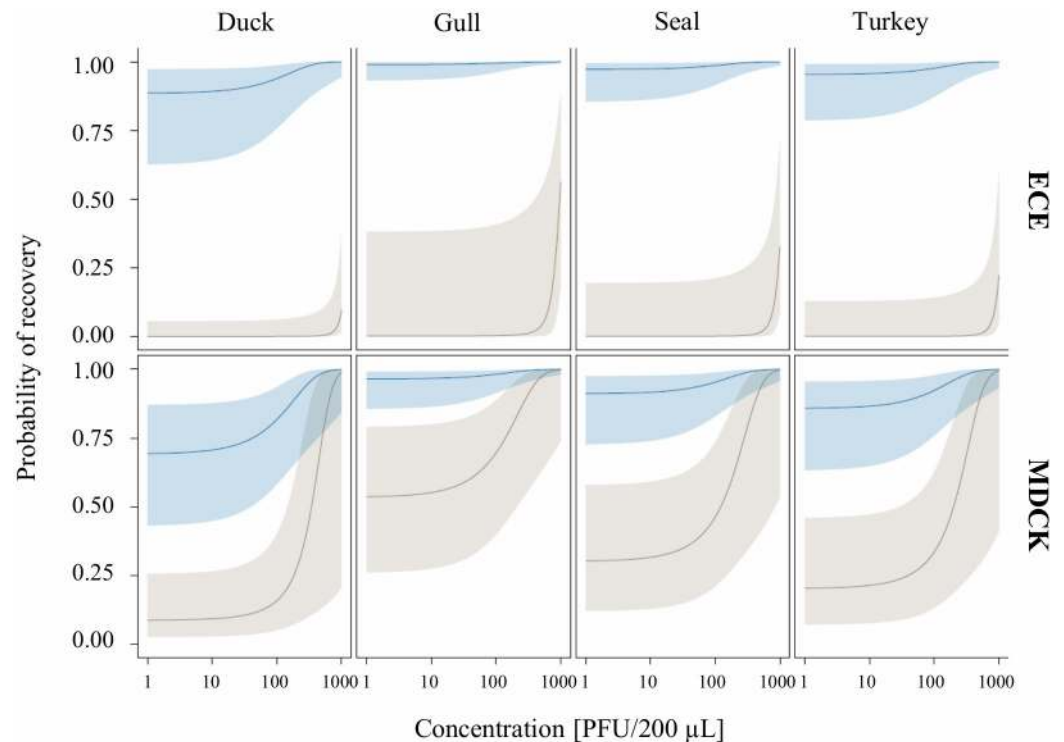 Duck Gull Seal Turkey
1.00
0.75
0.50
0.25
0.00
ECE
1.00
0.75
0.50
0.25
0.00
MDCK
Probability of recovery
1 10 100 1000 1 10 100 1000 1 10 100 1000 1 10 100 1000
Concentration [PFU/200 µL]